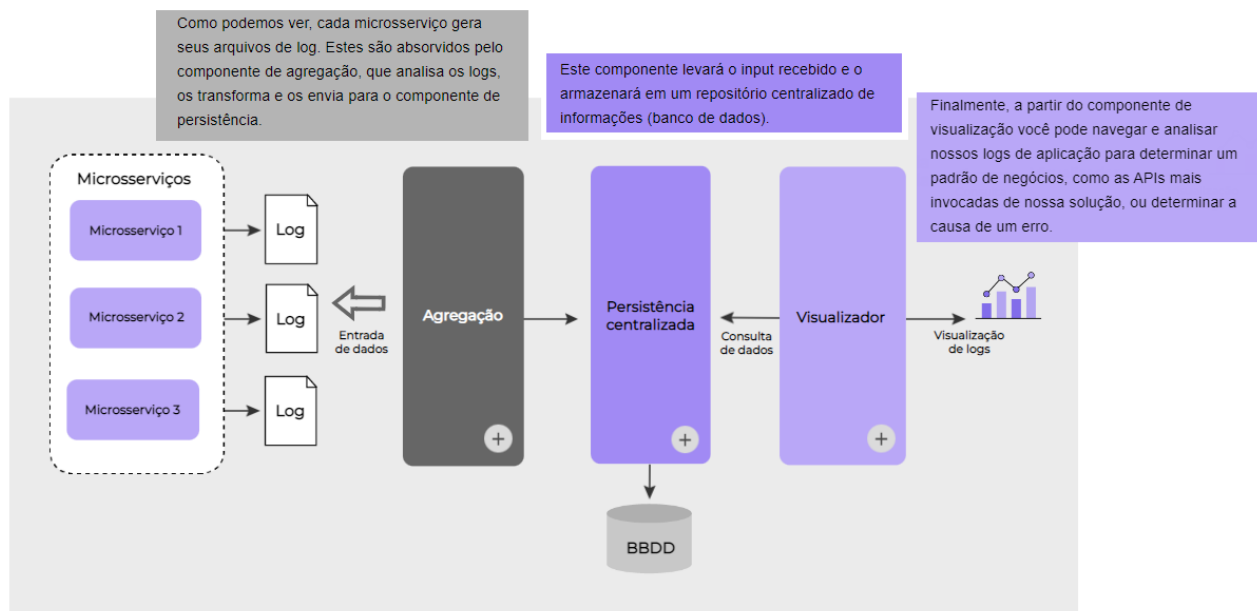 Como podemos ver, cada microsserviço gera
seus arquivos de log. Estes são absorvidos pelo
componente de agregação, que analisa os logs,
os transforma e os envia para o componente de
persistência.
Este componente levará o input recebido e o
armazenará em um repositório centralizado de
informações (banco de dados).
Finalmente, a partir do componente de
visualização você pode navegar e analisar
nossos logs de aplicação para determinar um
padrão de negócios, como as APIs mais
invocadas de nossa solução, ou determinar a
causa de um erro.
Microsserviços
Microsserviço 1
Log
Microsserviço 2
Log
Microsserviço 3
Log
Entrada
de dados
Agregação
Persistência
centralizada
Consulta
de dados
Visualizador
Visualização
de logs
BBDD